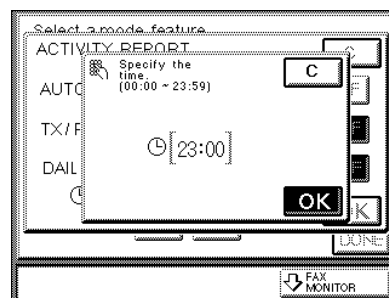 Select a mode, feature
ACTIVITY REPORT
C
Specify the
time.
(00:00 ~ 23:59)
C
AUTO
TX/
DAIL
23:00
OK
OK
DONE
FAX
MONITOR